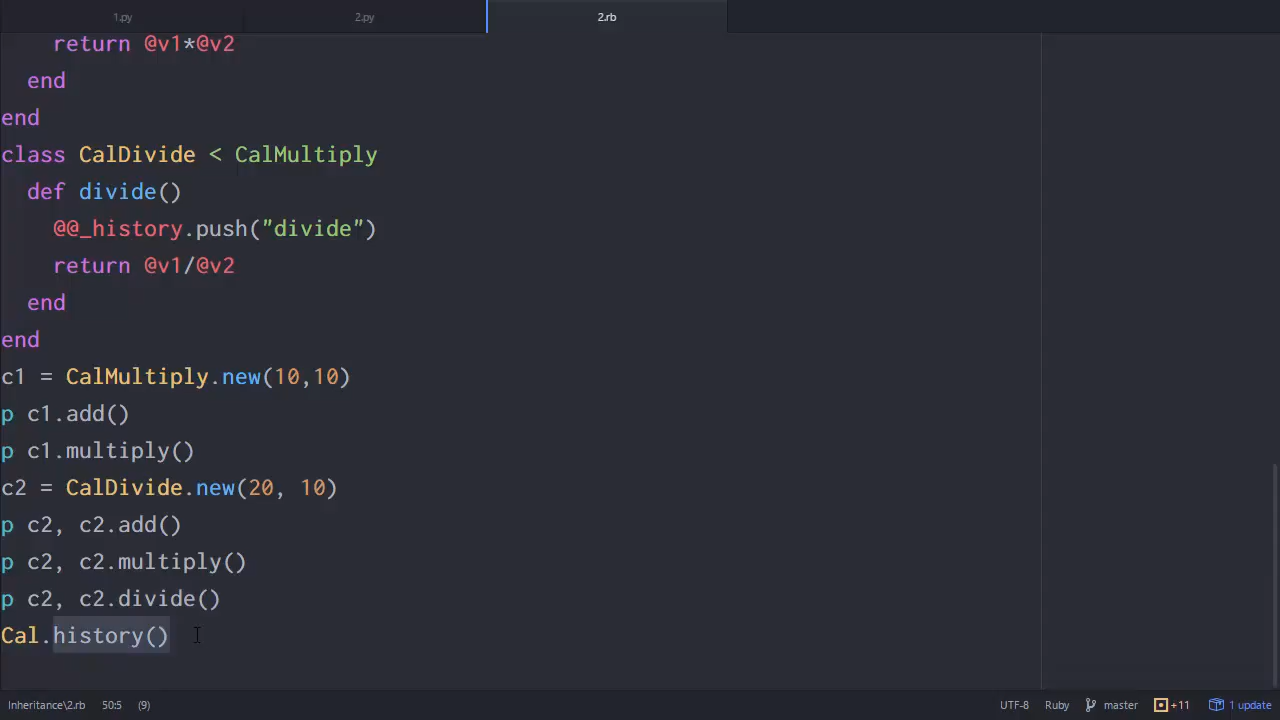 1.py 2.py 2.rb
    return @v1*@v2
  end
end
class CalDivide < CalMultiply
  def divide()
    @@_history.push("divide")
    return @v1/@v2
  end
end
c1 = CalMultiply.new(10,10)
p c1.add()
p c1.multiply()
c2 = CalDivide.new(20, 10)
p c2, c2.add()
p c2, c2.multiply()
p c2, c2.divide()
Cal.history()
Inheritance\2.rb 50:5 (9) UTF-8 Ruby master +11 1 update